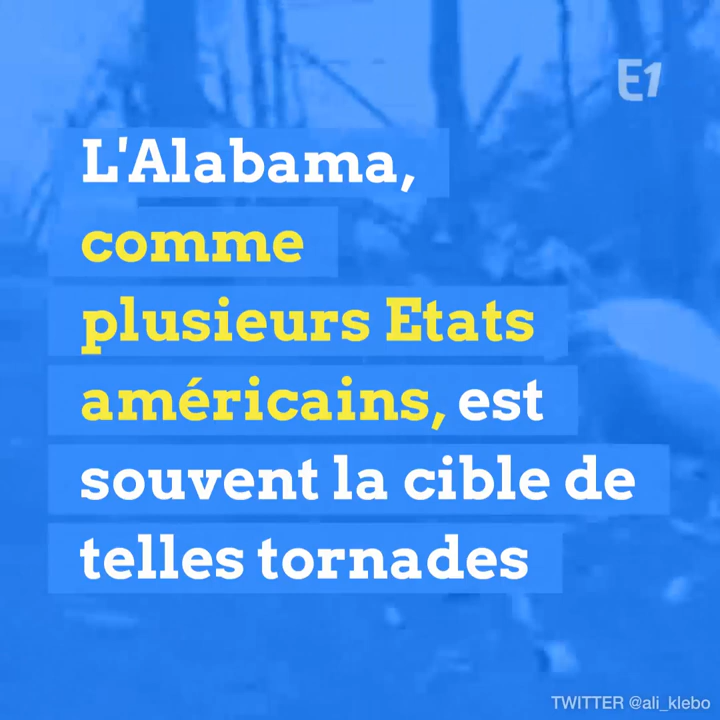 E1
L'Alabama,
comme
plusieurs Etats
américains, est
souvent la cible de
telles tornades
TWITTER @ali_klebo